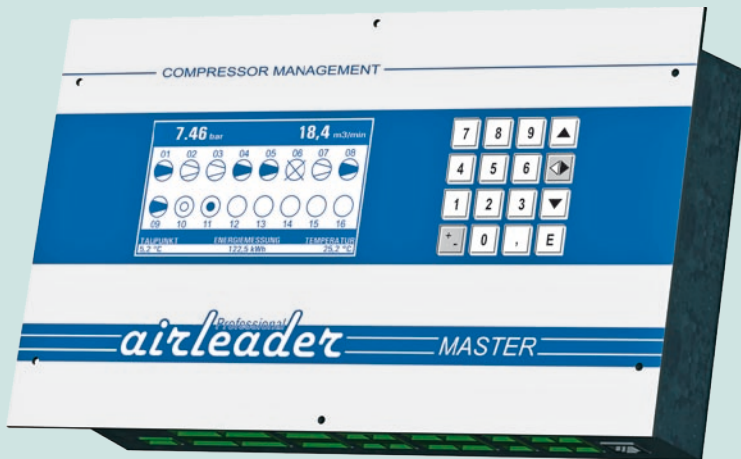 COMPRESSOR MANAGEMENT
7.46 bar 18,4 m3/min
01 02 03 04 05 06 07 08
09 10 11 12 13 14 15 16
TAUPUNKT ENERGIEMESSUNG TEMPERATUR
5,2 °C 122,5 kWh 25,2 °C
7 8 9 ▲
4 5 6
1 2 3 ▼
+- 0 , E
Professional
airleader MASTER